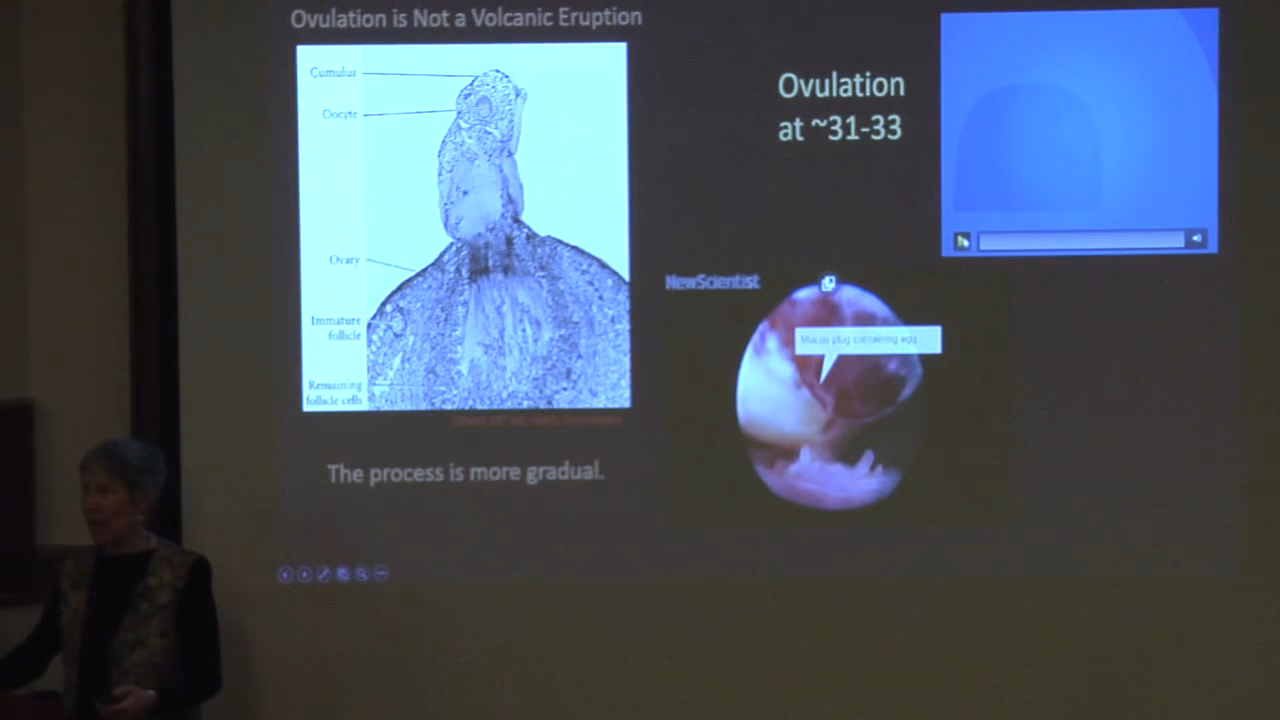 Ovulation is Not a Volcanic Eruption
Cumulus
Oocyte
Ovary
Immature
follicle
Remaining
follicle cells
The process is more gradual.
Ovulation
at ~31-33
NewScientist
Mucus plug containing egg